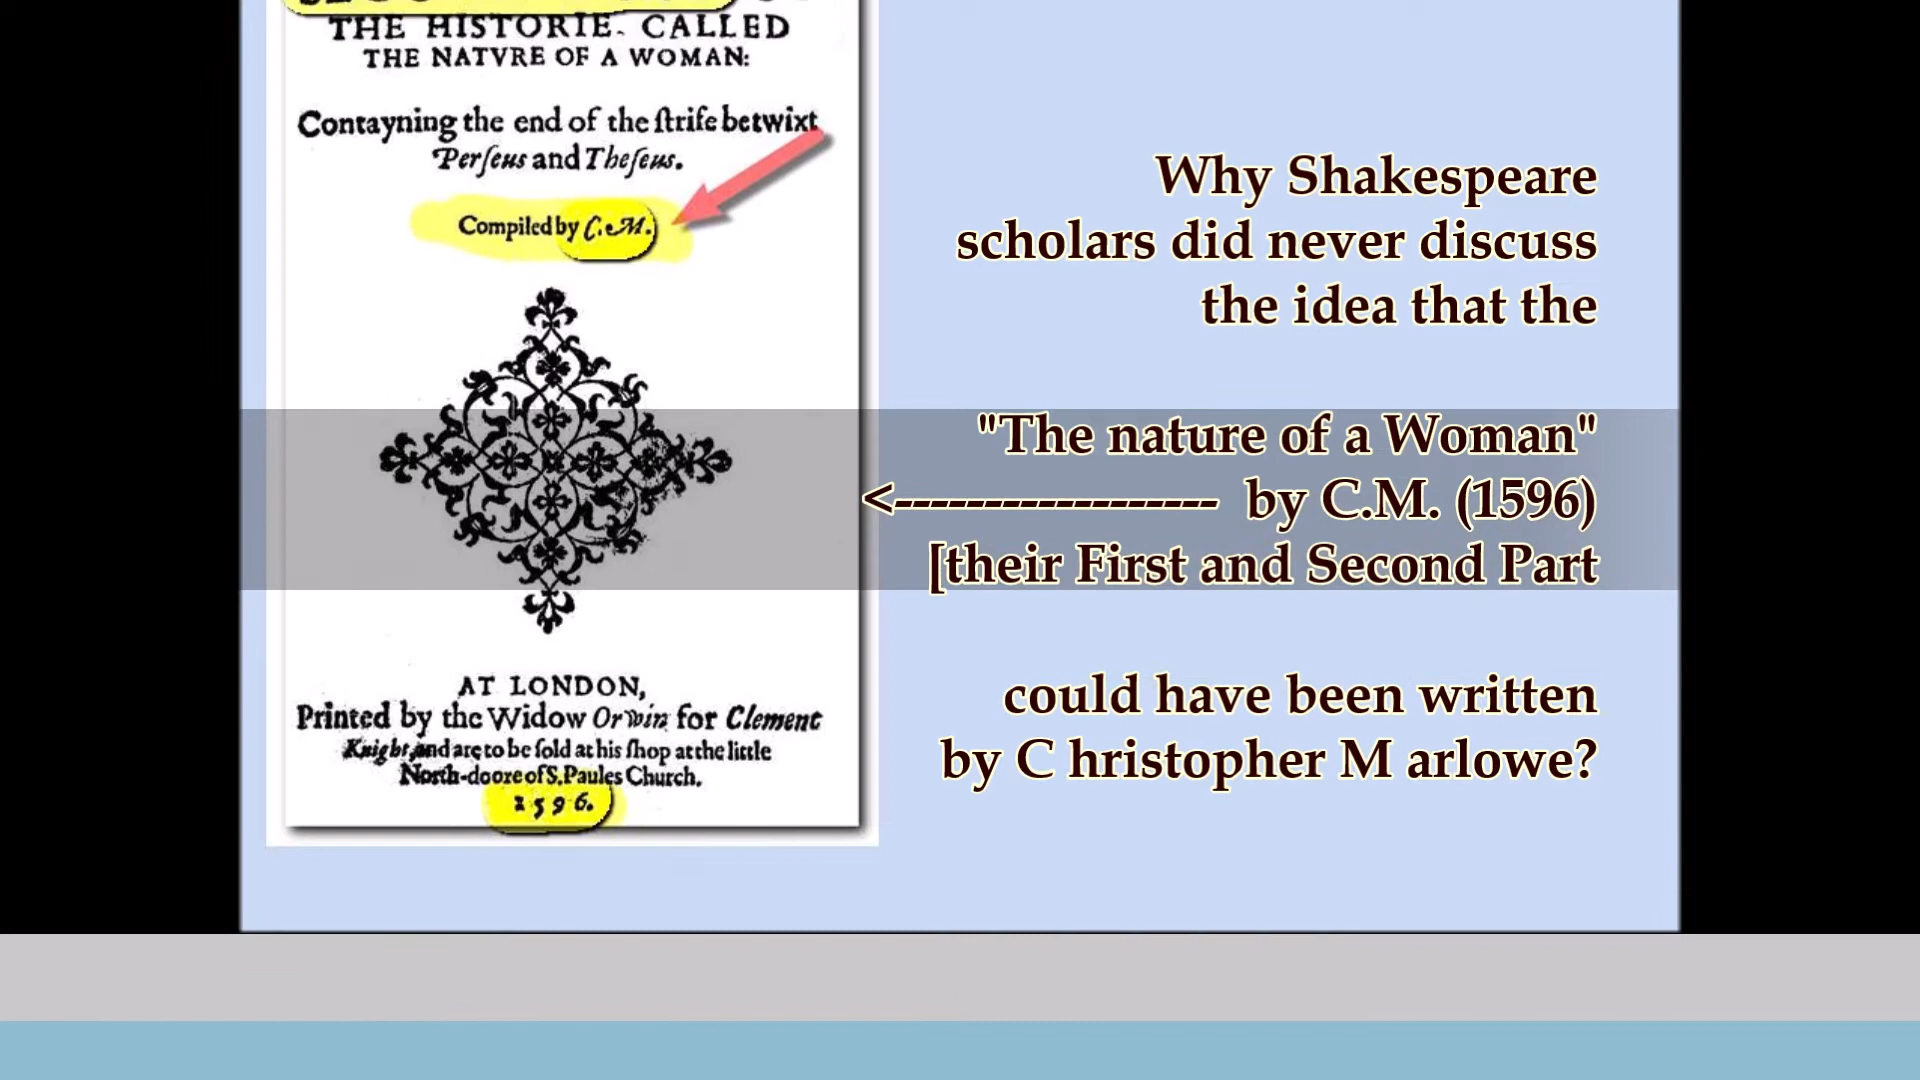 THE HISTORIE. CALLED
THE NATVRE OF A WOMAN:
Contayning the end of the ſtrife betwixt
Perſeus and Theſeus.
Compiled by C. M.
AT LONDON,
Printed by the Widow Orwin for Clement
Knight, and are to be ſold at his ſhop at the little
North-doore of S. Paules Church.
1596.
Why Shakespeare
scholars did never discuss
the idea that the
"The nature of a Woman"
<------------------ by C.M. (1596)
[their First and Second Part
could have been written
by C hristopher M arlowe?